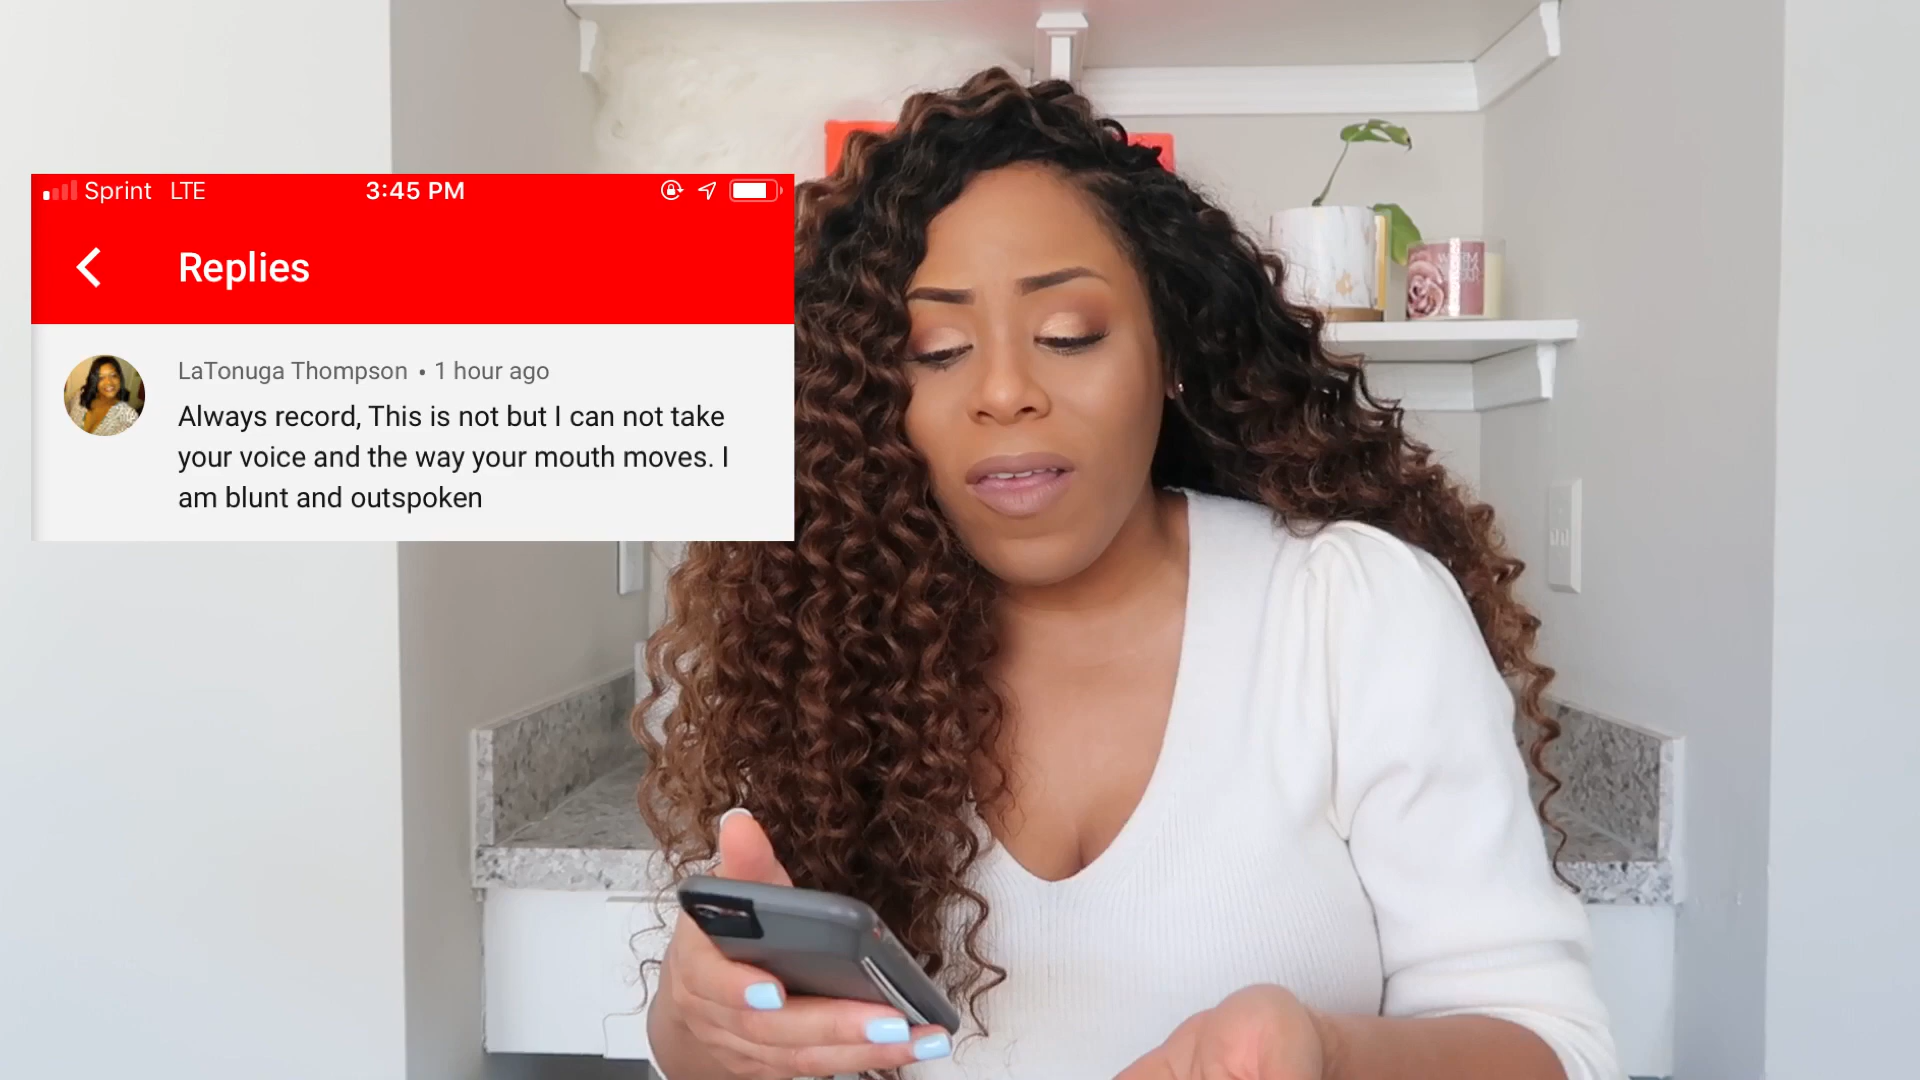 Sprint LTE 3:45 PM
Replies
LaTonuga Thompson • 1 hour ago
Always record, This is not but I can not take
your voice and the way your mouth moves. I
am blunt and outspoken